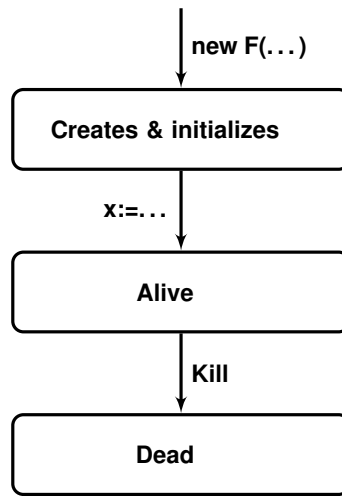 new F(...)
Creates & initializes
x:=...
Alive
Kill
Dead